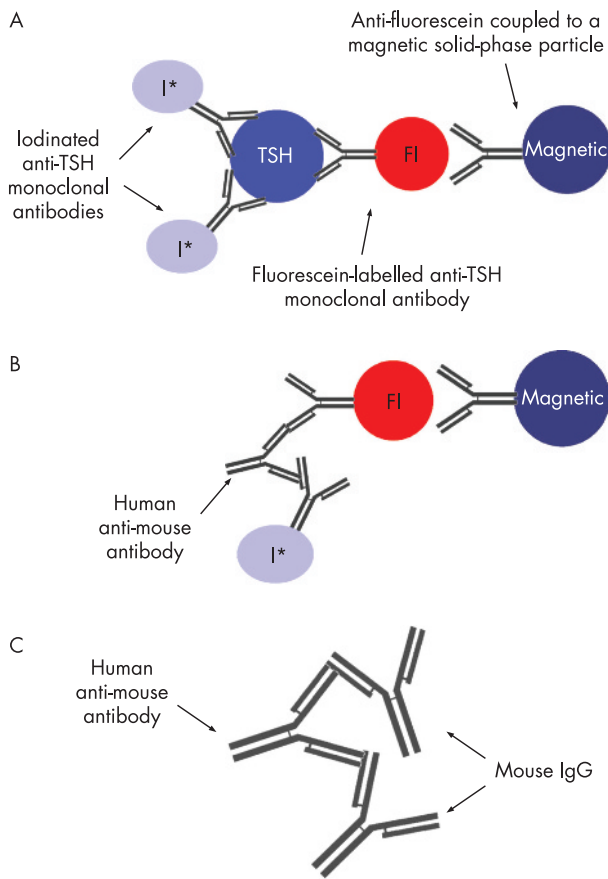 A
Anti-fluorescein coupled to a
magnetic solid-phase particle
I*
Iodinated
anti-TSH
monoclonal
antibodies
TSH
Fl
Magnetic
I*
Fluorescein-labelled anti-TSH
monoclonal antibody
B
Fl
Magnetic
Human
anti-mouse
antibody
I*
C
Human
anti-mouse
antibody
Mouse IgG